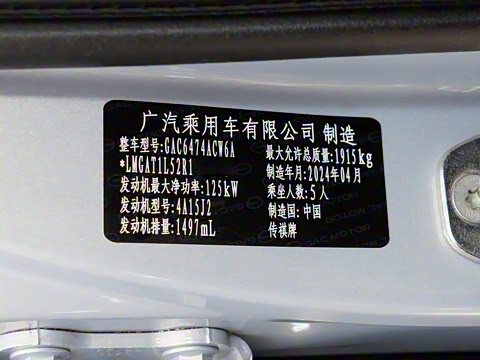 广汽乘用车有限公司 制造
整车型号:GAC6474ACW6A
最大允许总质量:1915kg
*LMGAT1L52R1
制造年月:2024年04月
发动机最大净功率:125kW
乘坐人数:5人
发动机型号:4A15J2
制造国:中国
发动机排量:1497mL
传祺牌